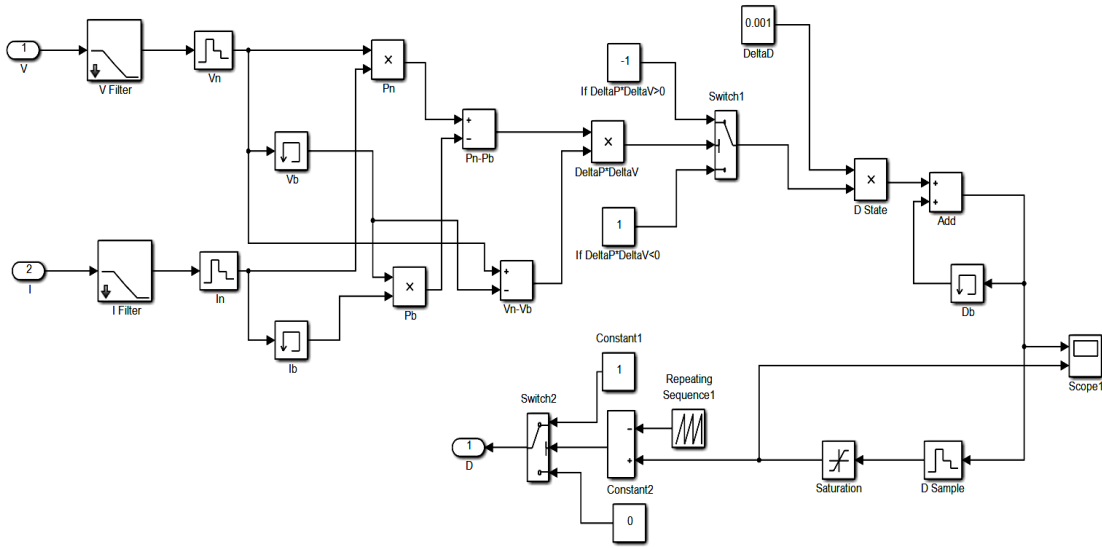 0.001
DeltaD
1
V
V Filter
Vn
×
Pn
-1
If DeltaP*DeltaV>0
Switch1
+
−
Pn-Pb
×
DeltaP*DeltaV
Vb
×
D State
+
+
Add
1
If DeltaP*DeltaV<0
2
I
I Filter
In
×
Pb
+
−
Vn-Vb
Db
Ib
Constant1
1
Repeating
Sequence1
Scope1
Switch2
1
D
−
+
Constant2
Saturation
D Sample
0